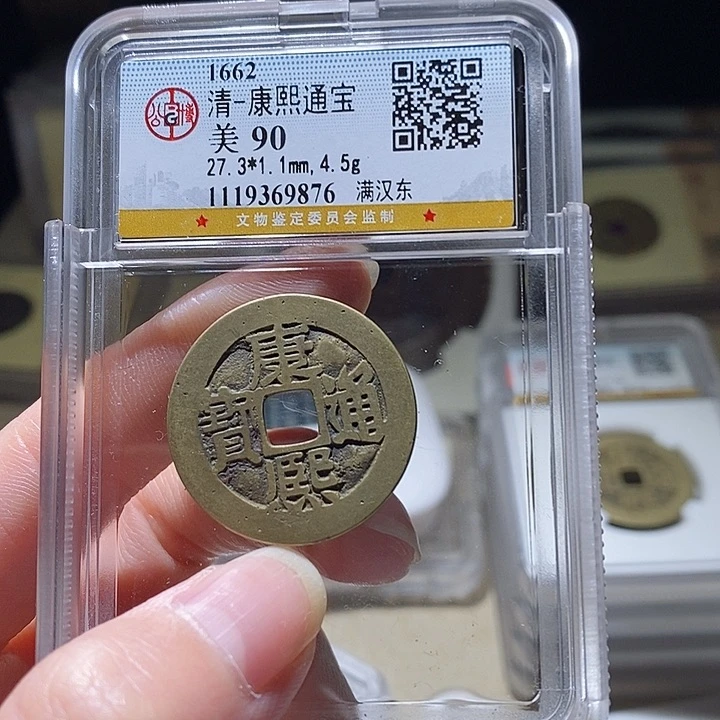 1662
清-康熙通宝
美 90
27.3*1.1mm,4.5g
1119369876 满汉东
★ 文物鉴定委员会监制 ★
康熙通寶